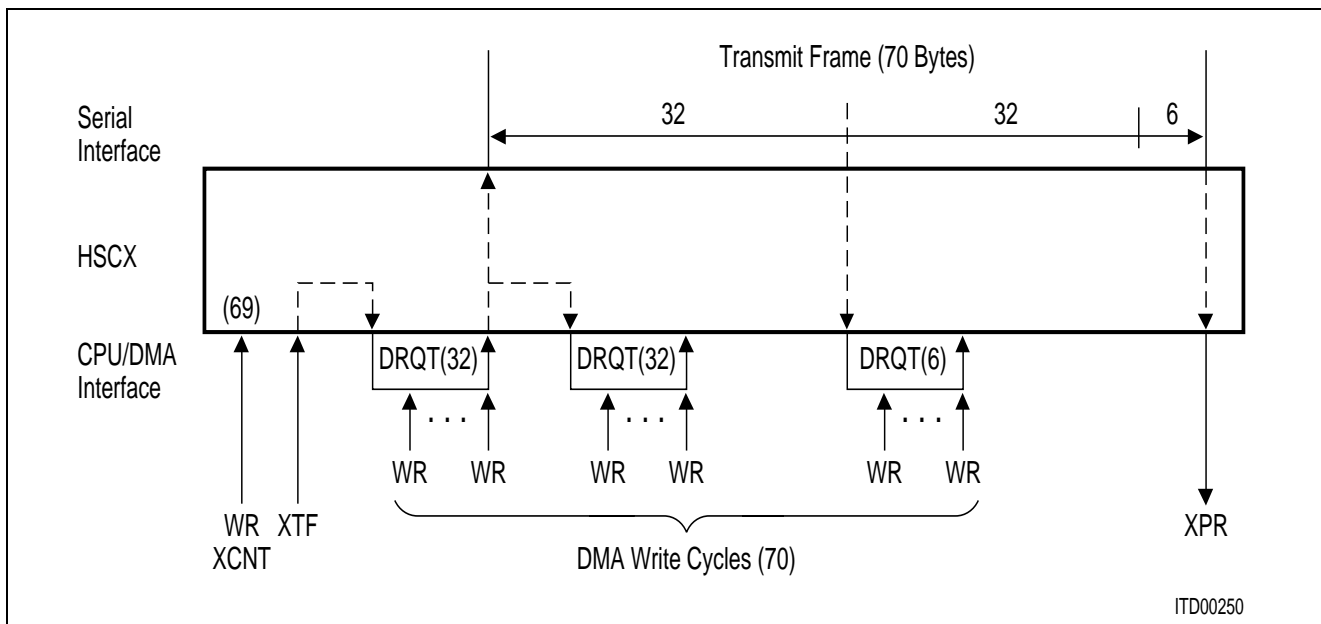 Transmit Frame (70 Bytes)
Serial
Interface
32 32 6
HSCX
(69)
CPU/DMA
Interface
DRQT(32) DRQT(32) DRQT(6)
. . . . . . . . .
WR WR WR WR WR WR
WR XTF XPR
XCNT
DMA Write Cycles (70)
ITD00250